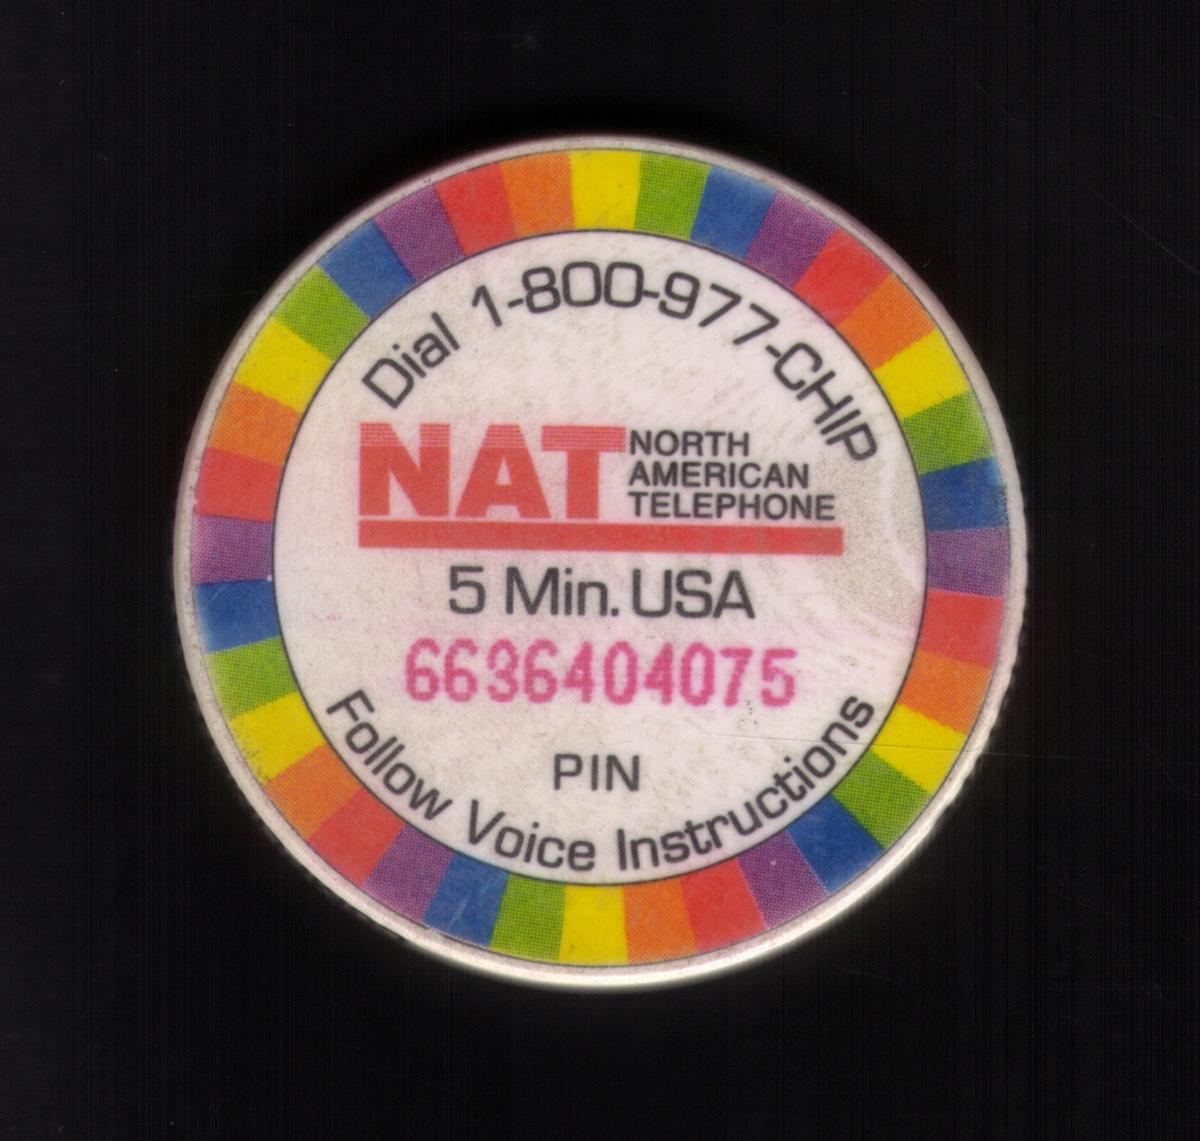 Dial 1-800-977-CHIP
NAT
NORTH
AMERICAN
TELEPHONE
5 Min. USA
6636404075
PIN
Follow Voice Instructions